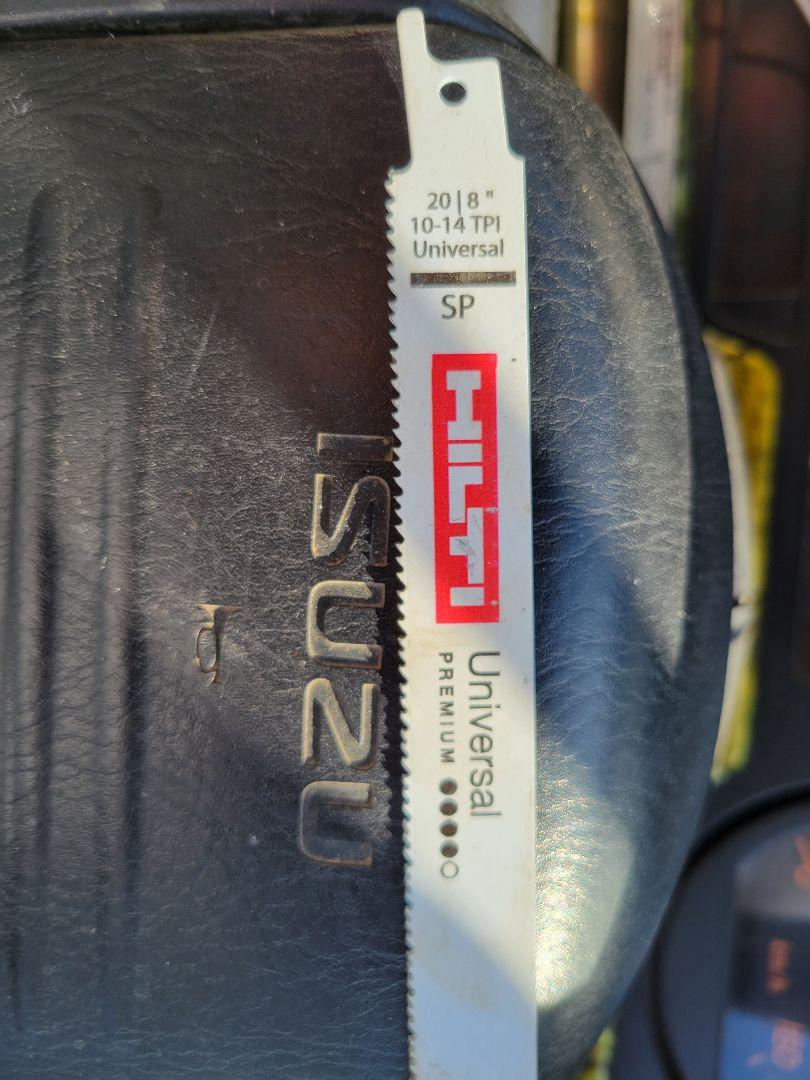 20|8"
10-14 TPI
Universal
SP
HILTI
Universal
PREMIUM
ISUZU